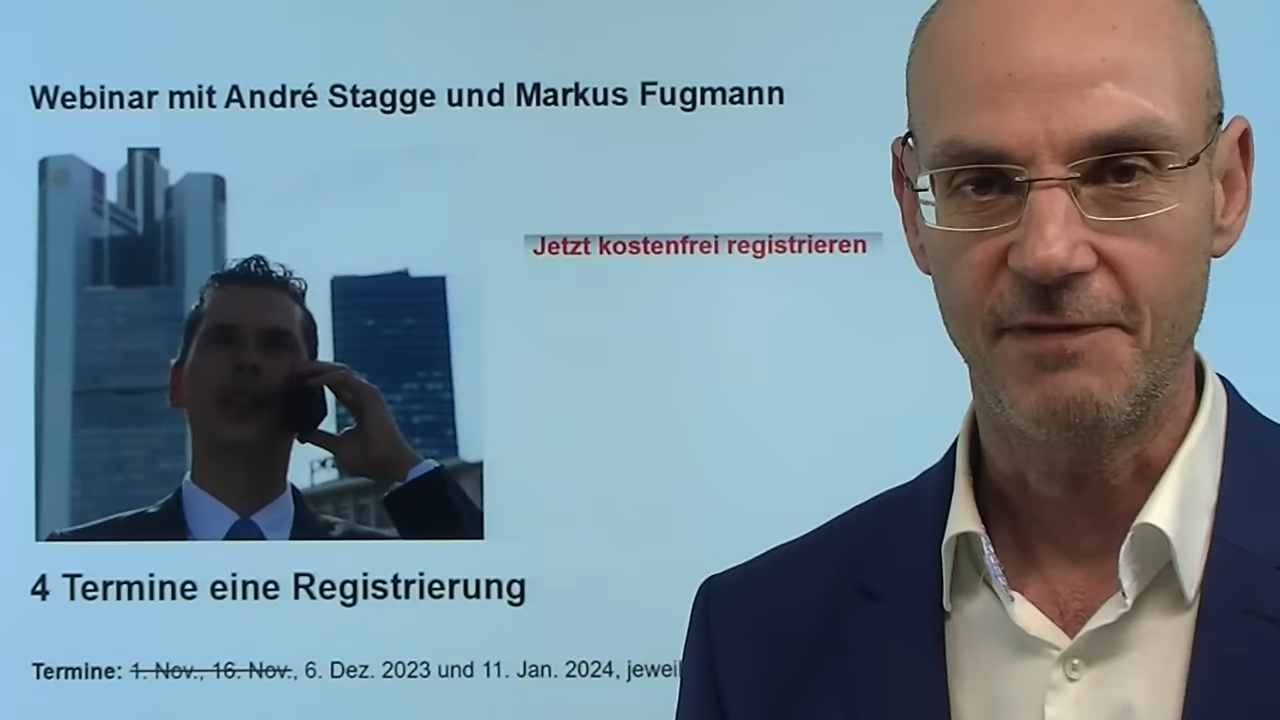 Webinar mit André Stagge und Markus Fugmann
Jetzt kostenfrei registrieren
4 Termine eine Registrierung
Termine: 1. Nov., 16. Nov., 6. Dez. 2023 und 11. Jan. 2024,